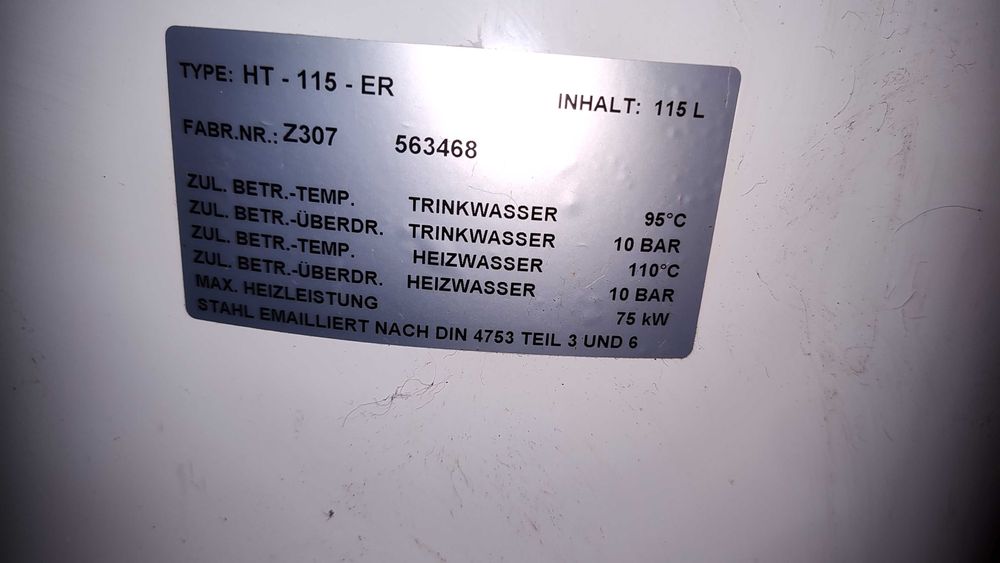 TYPE: HT - 115 - ER INHALT: 115 L
FABR.NR.: Z307 563468
ZUL. BETR.-TEMP. TRINKWASSER 95°C
ZUL. BETR.-ÜBERDR. TRINKWASSER 10 BAR
ZUL. BETR.-TEMP. HEIZWASSER 110°C
ZUL. BETR.-ÜBERDR. HEIZWASSER 10 BAR
MAX. HEIZLEISTUNG 75 kW
STAHL EMAILLIERT NACH DIN 4753 TEIL 3 UND 6